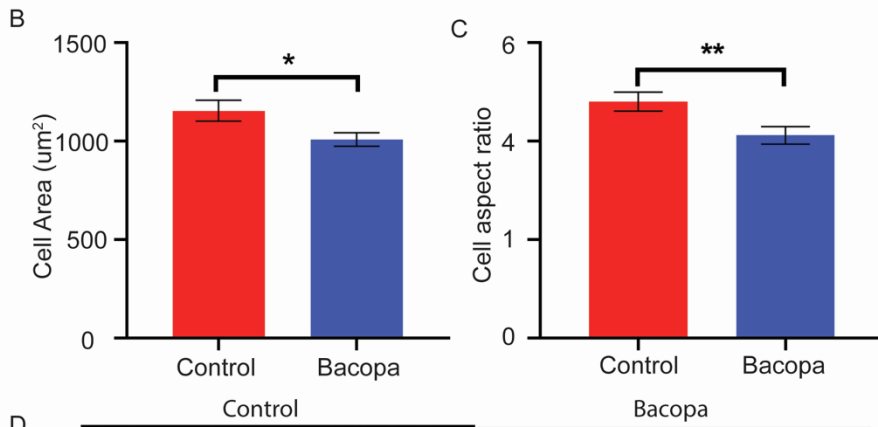 B
1500
1000
500
0
Cell Area (um²)
*
Control
Bacopa
C
6
4
1
0
Cell aspect ratio
**
Control
Bacopa
D
Control
Bacopa